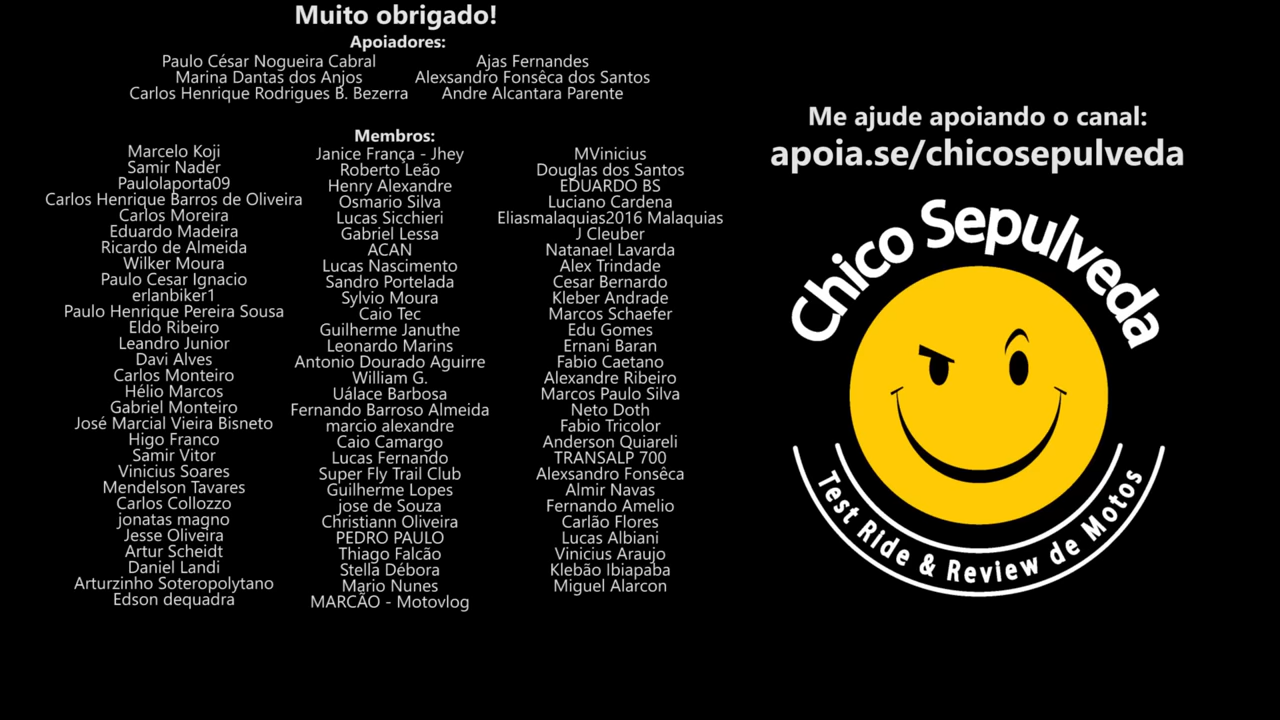 Muito obrigado!
Apoiadores:
Paulo César Nogueira Cabral
Marina Dantas dos Anjos
Carlos Henrique Rodrigues B. Bezerra
Ajas Fernandes
Alexsandro Fonsêca dos Santos
Andre Alcantara Parente
Membros:
Marcelo Koji
Samir Nader
Paulolaporta09
Carlos Henrique Barros de Oliveira
Carlos Moreira
Eduardo Madeira
Ricardo de Almeida
Wilker Moura
Paulo Cesar Ignacio
erlanbiker1
Paulo Henrique Pereira Sousa
Eldo Ribeiro
Leandro Junior
Davi Alves
Carlos Monteiro
Hélio Marcos
Gabriel Monteiro
José Marcial Vieira Bisneto
Higo Franco
Samir Vitor
Vinicius Soares
Mendelson Tavares
Carlos Collozzo
jonatas magno
Jesse Oliveira
Artur Scheidt
Daniel Landi
Arturzinho Soteropolytano
Edson dequadra
Janice França - Jhey
Roberto Leão
Henry Alexandre
Osmario Silva
Lucas Sicchieri
Gabriel Lessa
ACAN
Lucas Nascimento
Sandro Portelada
Sylvio Moura
Caio Tec
Guilherme Januthe
Leonardo Marins
Antonio Dourado Aguirre
William G.
Uálace Barbosa
Fernando Barroso Almeida
marcio alexandre
Caio Camargo
Lucas Fernando
Super Fly Trail Club
Guilherme Lopes
jose de Souza
Christiann Oliveira
PEDRO PAULO
Thiago Falcão
Stella Débora
Mario Nunes
MARCÃO - Motovlog
MVinicius
Douglas dos Santos
EDUARDO BS
Luciano Cardena
Eliasmalaquias2016 Malaquias
J Cleuber
Natanael Lavarda
Alex Trindade
Cesar Bernardo
Kleber Andrade
Marcos Schaefer
Edu Gomes
Ernani Baran
Fabio Caetano
Alexandre Ribeiro
Marcos Paulo Silva
Neto Doth
Fabio Tricolor
Anderson Quiareli
TRANSALP 700
Alexsandro Fonsêca
Almir Navas
Fernando Amelio
Carlão Flores
Lucas Albiani
Vinicius Araujo
Klebão Ibiapaba
Miguel Alarcon
Me ajude apoiando o canal:
apoia.se/chicosepulveda
Chico Sepulveda
Test Ride & Review de Motos